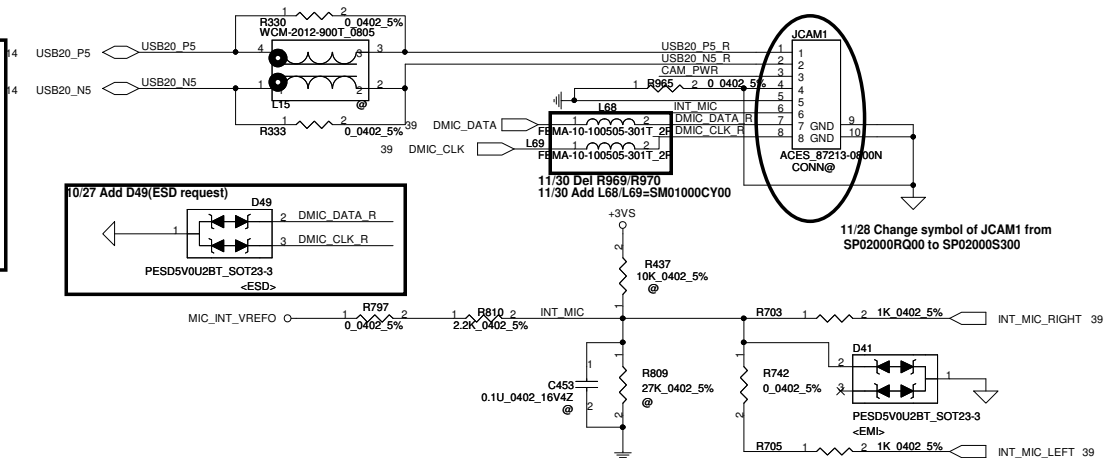 R330
1 2
0_0402_5%
WCM-2012-900T_0805
14 USB20_P5 USB20_P5
4 3
14 USB20_N5 USB20_N5
1 2
L15 @
1 2
R333 0_0402_5%
JCAM1
USB20_P5_R 1 1
USB20_N5_R 2 2
CAM_PWR 3 3
R965 1 2 0_0402_5% 4 4
5 5
INT_MIC 6 6
DMIC_DATA_R 7 7 GND 9
DMIC_CLK_R 8 8 GND 10
ACES_87213-0800N
CONN@
39 DMIC_DATA
L68
1 2
FBMA-10-100505-301T_2P
39 DMIC_CLK
L69
1 2
FBMA-10-100505-301T_2P
11/30 Del R969/R970
11/30 Add L68/L69=SM01000CY00
11/28 Change symbol of JCAM1 from
SP02000RQ00 to SP02000S300
10/27 Add D49(ESD request)
D49
1
2 DMIC_DATA_R
3 DMIC_CLK_R
PESD5V0U2BT_SOT23-3
<ESD>
+3VS
2
R437
10K_0402_5%
@
1
MIC_INT_VREFO
R797
1 2
0_0402_5%
R810
1 2
2.2K_0402_5%
INT_MIC
R703 1 2 1K_0402_5% INT_MIC_RIGHT 39
C453
0.1U_0402_16V4Z
@
1
2
R809
27K_0402_5%
@
1
2
R742
0_0402_5%
1
2
D41
2
3
1
PESD5V0U2BT_SOT23-3
<EMI>
R705 1 2 1K_0402_5% INT_MIC_LEFT 39